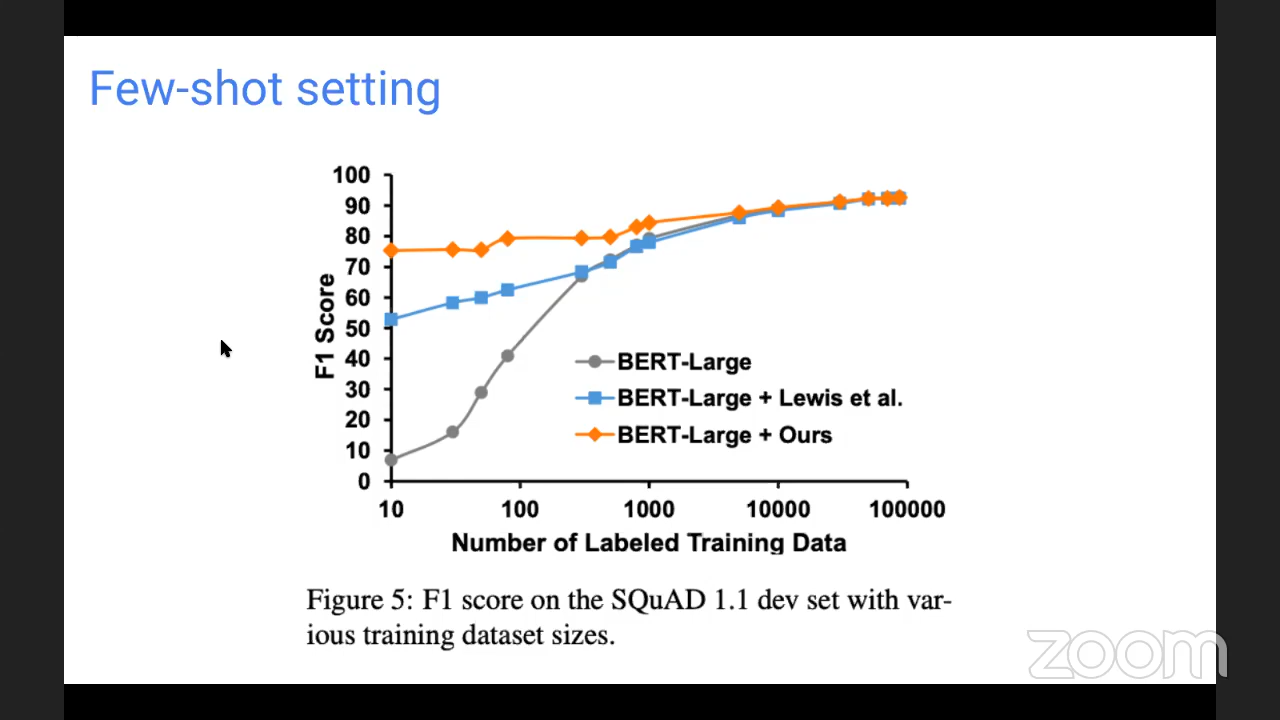 Few-shot setting
100
90
80
70
60
50
40
30
20
10
0
F1 Score
BERT-Large
BERT-Large + Lewis et al.
BERT-Large + Ours
10 100 1000 10000 100000
Number of Labeled Training Data
Figure 5: F1 score on the SQuAD 1.1 dev set with var-
ious training dataset sizes.
zoom